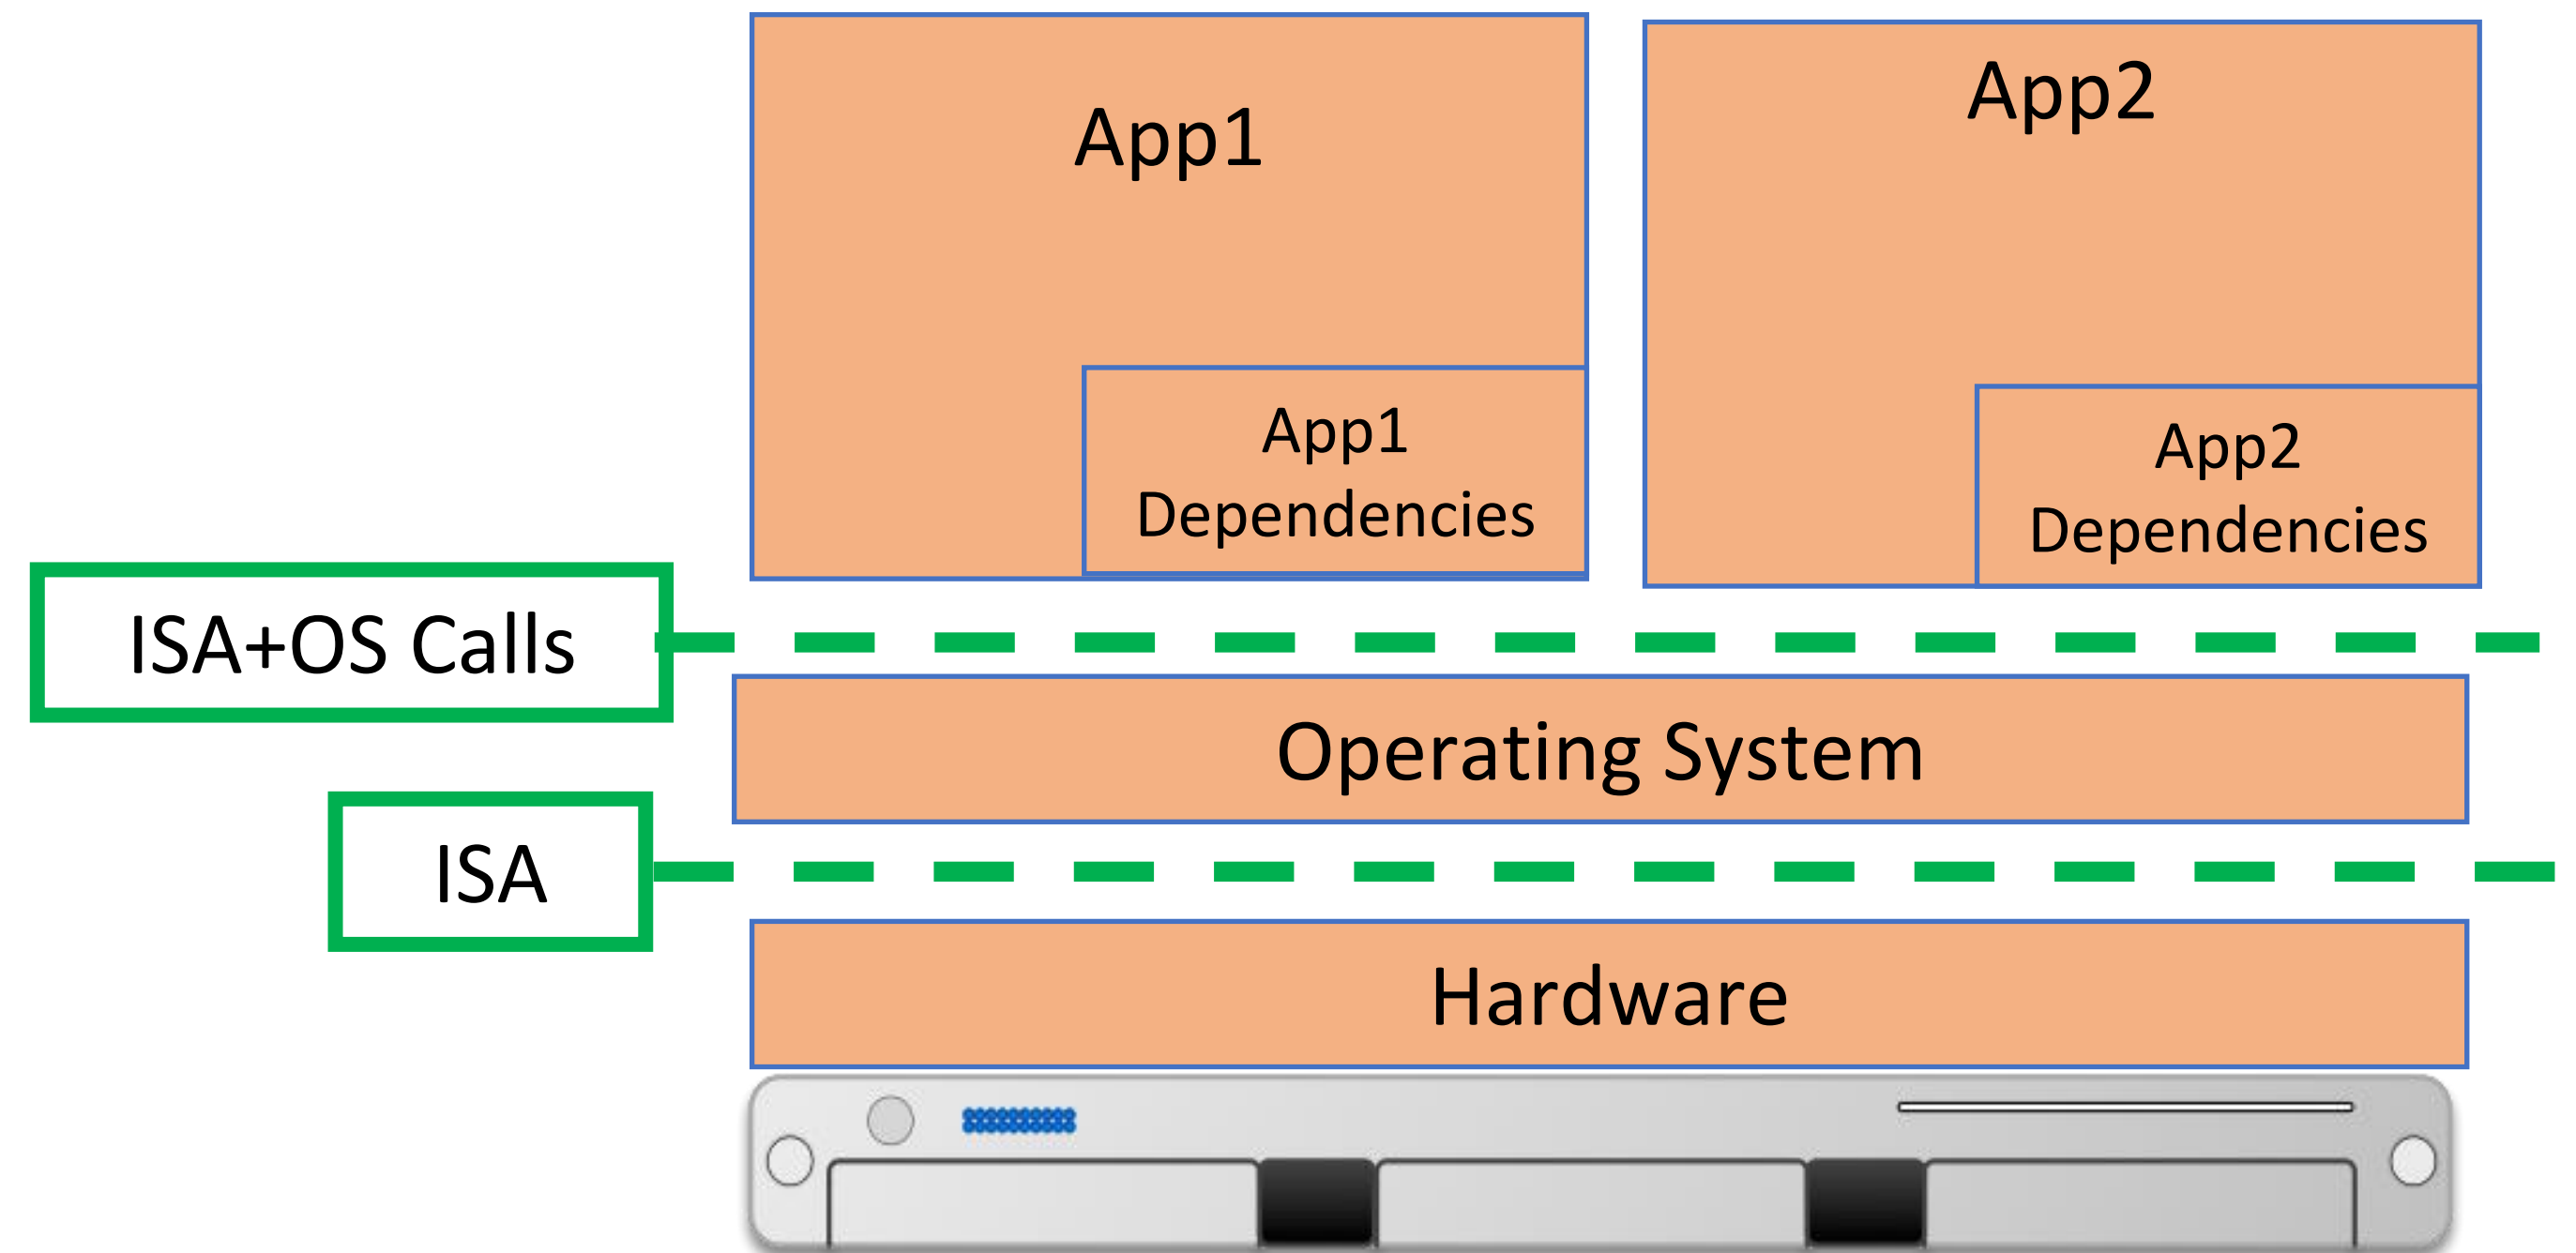 App1
App2
App1
Dependencies
App2
Dependencies
ISA+OS Calls
Operating System
ISA
Hardware